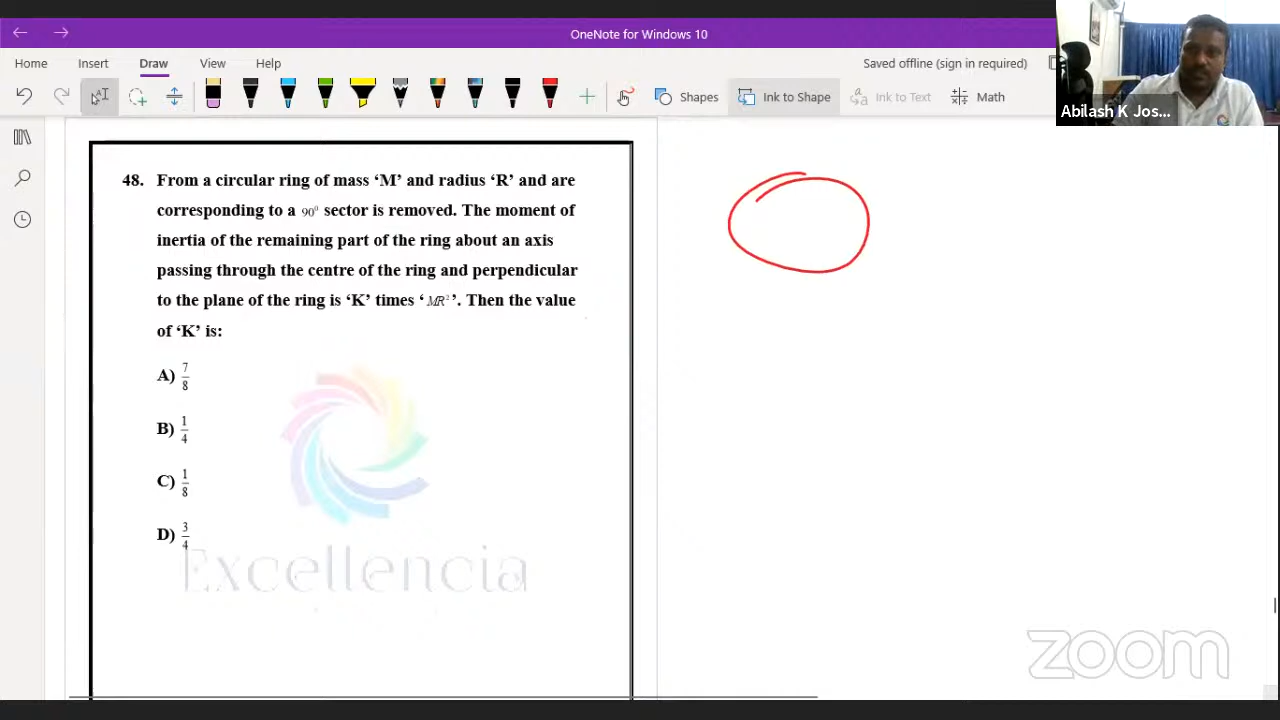 OneNote for Windows 10
Home Insert Draw View Help
Saved offline (sign in required)
Shapes Ink to Shape Ink to Text Math
Abilash K Jos...
48. From a circular ring of mass ‘M’ and radius ‘R’ and are
corresponding to a 90⁰ sector is removed. The moment of
inertia of the remaining part of the ring about an axis
passing through the centre of the ring and perpendicular
to the plane of the ring is ‘K’ times ‘ MR² ’. Then the value
of ‘K’ is:
A) 7/8
B) 1/4
C) 1/8
D) 3/4
Excellencia
zoom